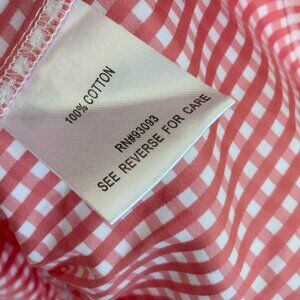 100% COTTON
RN#93093
SEE REVERSE FOR CARE